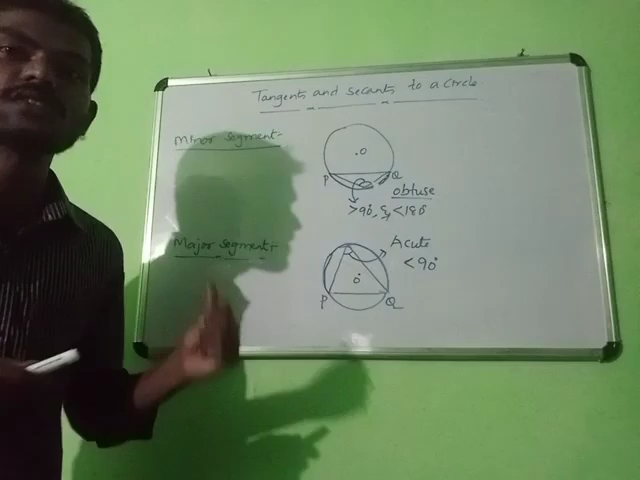 Tangents and secants to a circle
Minor segment:-
.O
P Q
obtuse
>90°, & <180°
Major segment:-
Acute
<90°
O
P Q